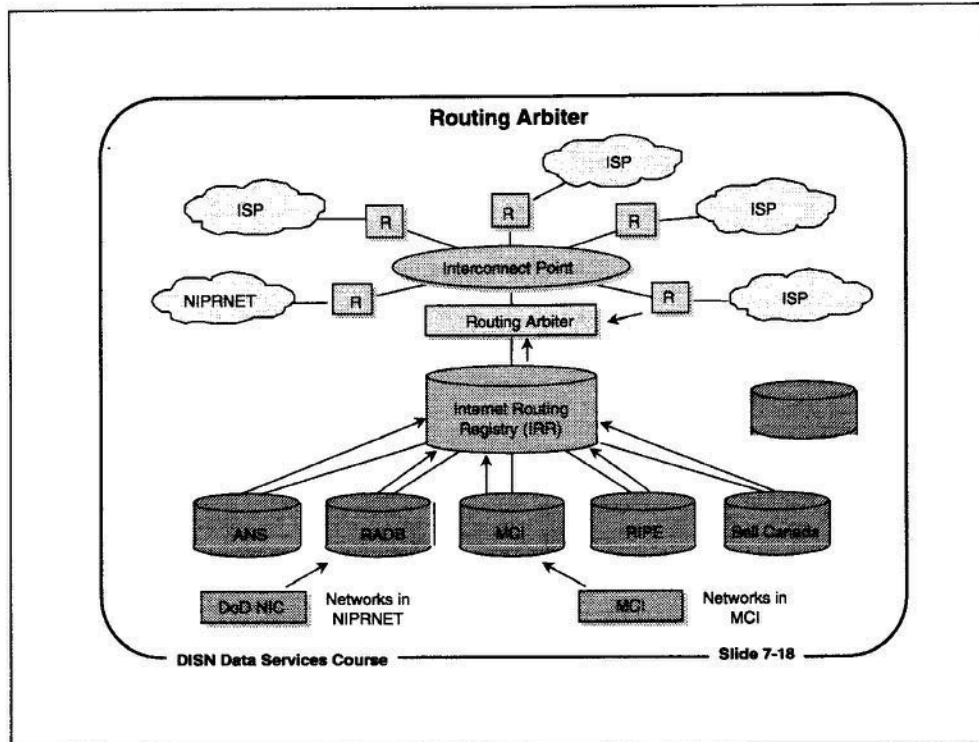 Routing Arbiter
ISP
ISP
R
ISP
R
R
Interconnect Point
NIPRNET
R
R
ISP
Routing Arbiter
Internet Routing
Registry (IRR)
ANS
RADB
MCI
RIPE
Bell Canada
DoD NIC
Networks in
NIPRNET
MCI
Networks in
MCI
DISN Data Services Course
Slide 7-18